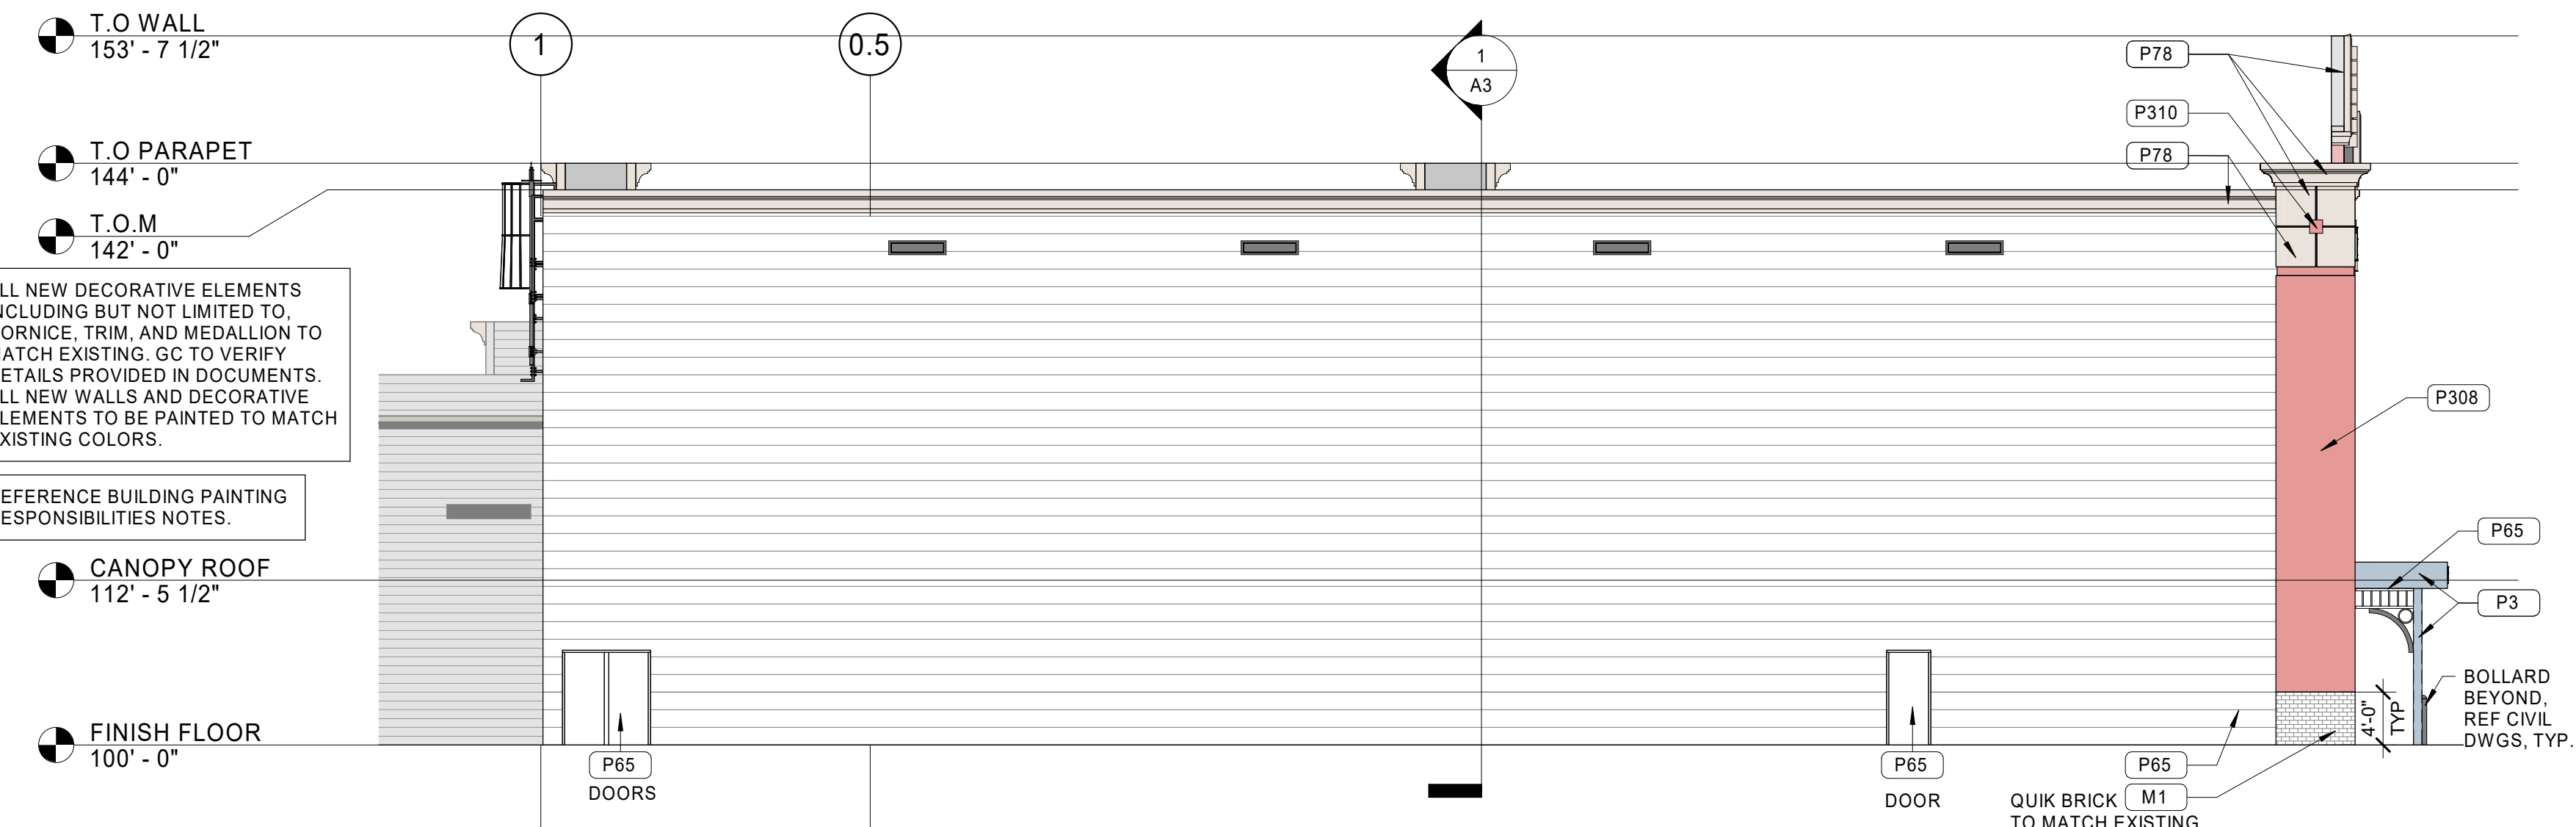 T.O WALL
153' - 7 1/2"
1
0.5
1
A3
P78
P310
P78
T.O PARAPET
144' - 0"
T.O.M
142' - 0"
LL NEW DECORATIVE ELEMENTS
NCLUDING BUT NOT LIMITED TO,
ORNICE, TRIM, AND MEDALLION TO
MATCH EXISTING. GC TO VERIFY
ETAILS PROVIDED IN DOCUMENTS.
LL NEW WALLS AND DECORATIVE
LEMENTS TO BE PAINTED TO MATCH
XISTING COLORS.
P308
EFERENCE BUILDING PAINTING
ESPONSIBILITIES NOTES.
P65
CANOPY ROOF
112' - 5 1/2"
P3
BOLLARD
BEYOND,
REF CIVIL
DWGS, TYP.
4'-0"
TYP
FINISH FLOOR
100' - 0"
P65
DOORS
P65
DOOR
P65
QUIK BRICK M1
TO MATCH EXISTING